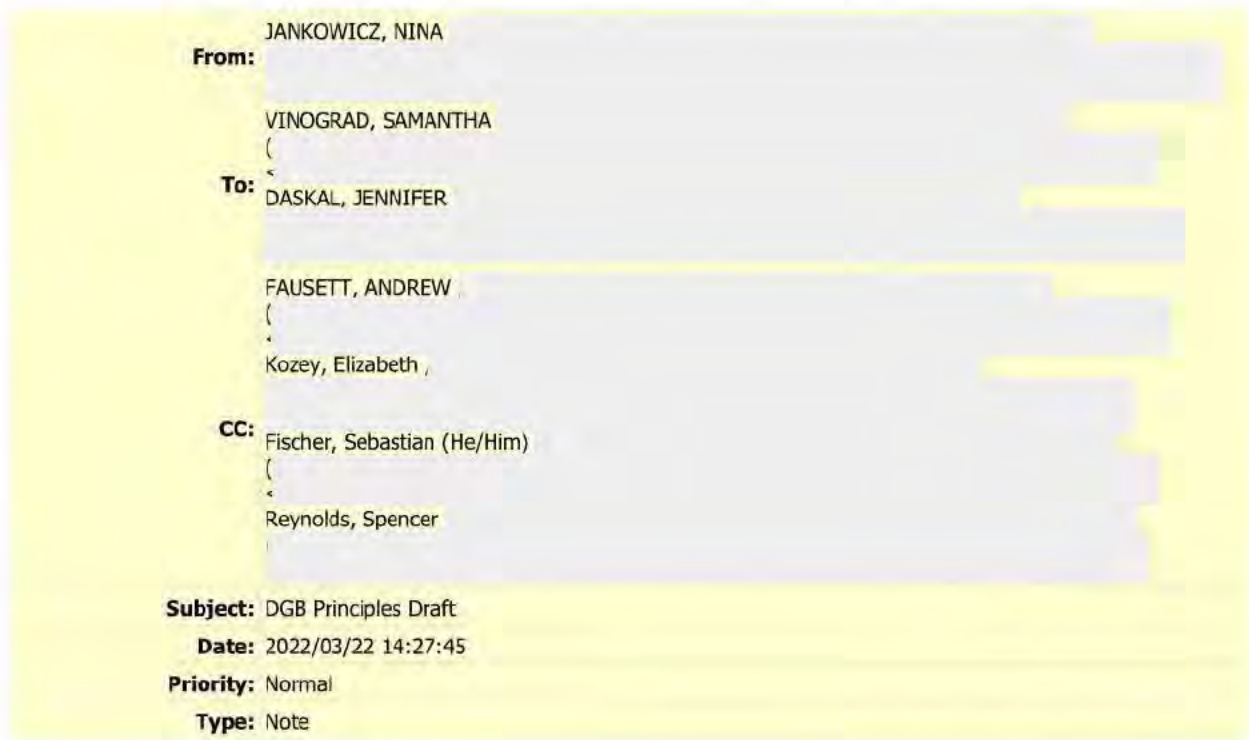 JANKOWICZ, NINA
From:
VINOGRAD, SAMANTHA
(
<
To:
DASKAL, JENNIFER
FAUSETT, ANDREW
(
<
Kozey, Elizabeth ,
CC:
Fischer, Sebastian (He/Him)
(
<
Reynolds, Spencer
(
Subject: DGB Principles Draft
Date: 2022/03/22 14:27:45
Priority: Normal
Type: Note